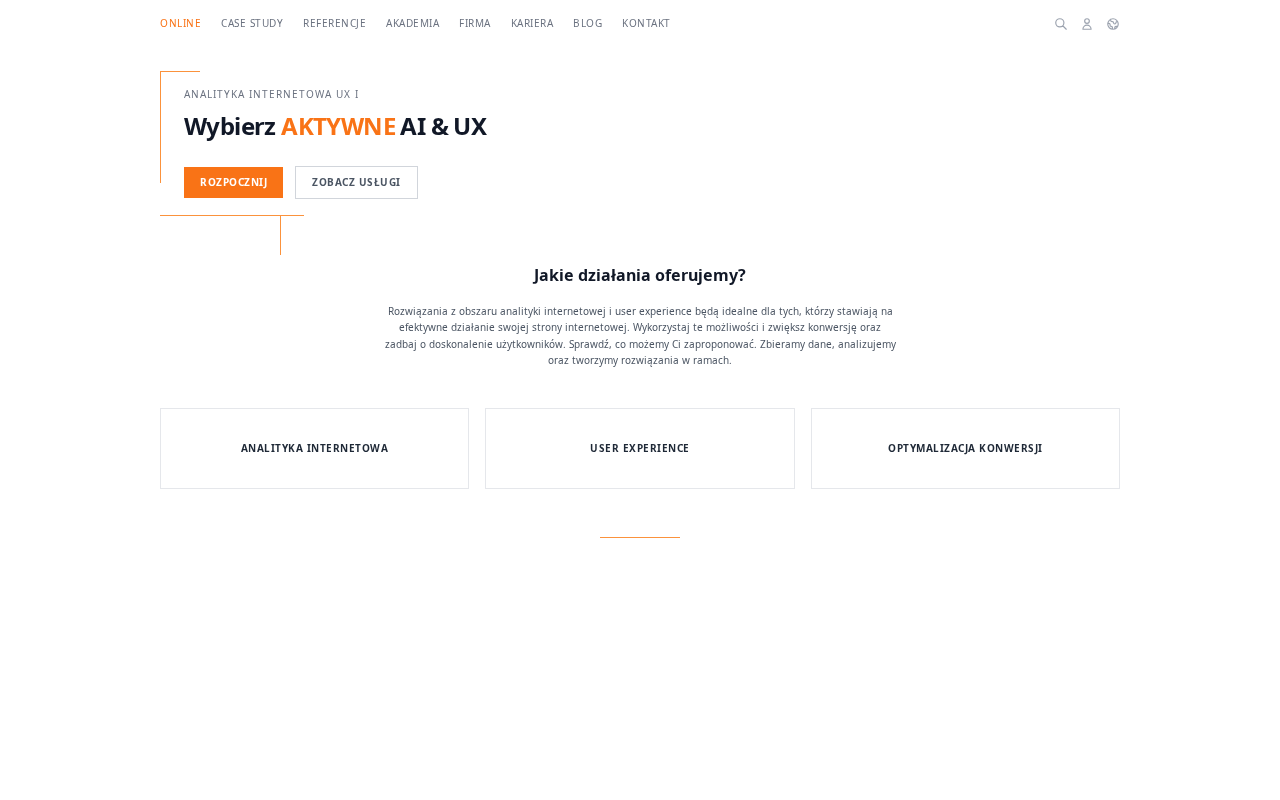 ONLINE CASE STUDY REFERENCJE AKADEMIA FIRMA KARIERA BLOG KONTAKT
ANALITYKA INTERNETOWA UX I
Wybierz AKTYWNE AI & UX
ROZPOCZNIJ ZOBACZ USŁUGI
Jakie działania oferujemy?
Rozwiązania z obszaru analityki internetowej i user experience będą idealne dla tych, którzy stawiają na
efektywne działanie swojej strony internetowej. Wykorzystaj te możliwości i zwiększ konwersję oraz
zadbaj o doskonalenie użytkowników. Sprawdź, co możemy Ci zaproponować. Zbieramy dane, analizujemy
oraz tworzymy rozwiązania w ramach.
ANALITYKA INTERNETOWA USER EXPERIENCE OPTYMALIZACJA KONWERSJI